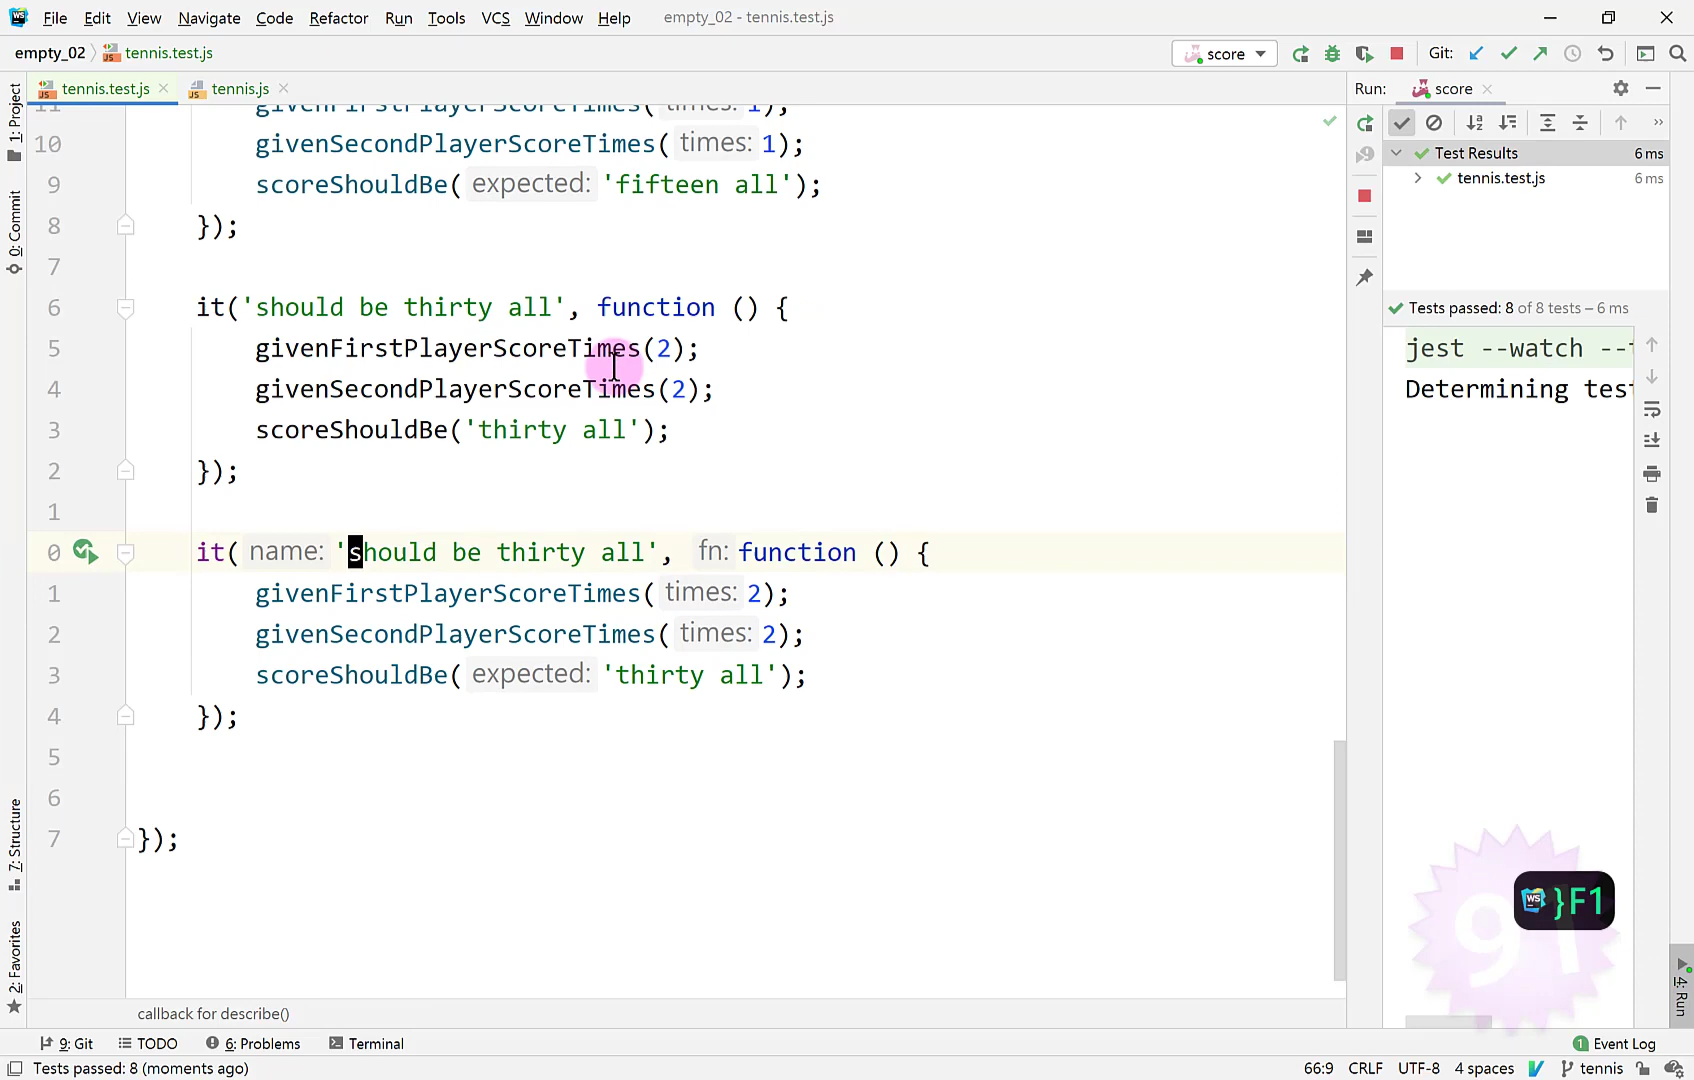 File Edit View Navigate Code Refactor Run Tools VCS Window Help empty_02 - tennis.test.js
empty_02 tennis.test.js score Git:
tennis.test.js tennis.js Run: score
1: Project
0: Commit
7: Structure
2: Favorites
11 givenFirstPlayerScoreTimes( times: 1);
10 givenSecondPlayerScoreTimes( times: 1);
9 scoreShouldBe( expected: 'fifteen all');
8 });
7
6 it('should be thirty all', function () {
5 givenFirstPlayerScoreTimes(2);
4 givenSecondPlayerScoreTimes(2);
3 scoreShouldBe('thirty all');
2 });
1
0 it( name: 'should be thirty all', fn: function () {
1 givenFirstPlayerScoreTimes( times: 2);
2 givenSecondPlayerScoreTimes( times: 2);
3 scoreShouldBe( expected: 'thirty all');
4 });
5
6
7 });
callback for describe()
Test Results 6 ms
tennis.test.js 6 ms
Tests passed: 8 of 8 tests – 6 ms
jest --watch --
Determining tes
91
WS }F1
4: Run
9: Git TODO 6: Problems Terminal 1 Event Log
Tests passed: 8 (moments ago) 66:9 CRLF UTF-8 4 spaces tennis